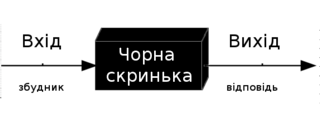 Вхід
Чорна
скринька
Вихід
збудник
відповідь